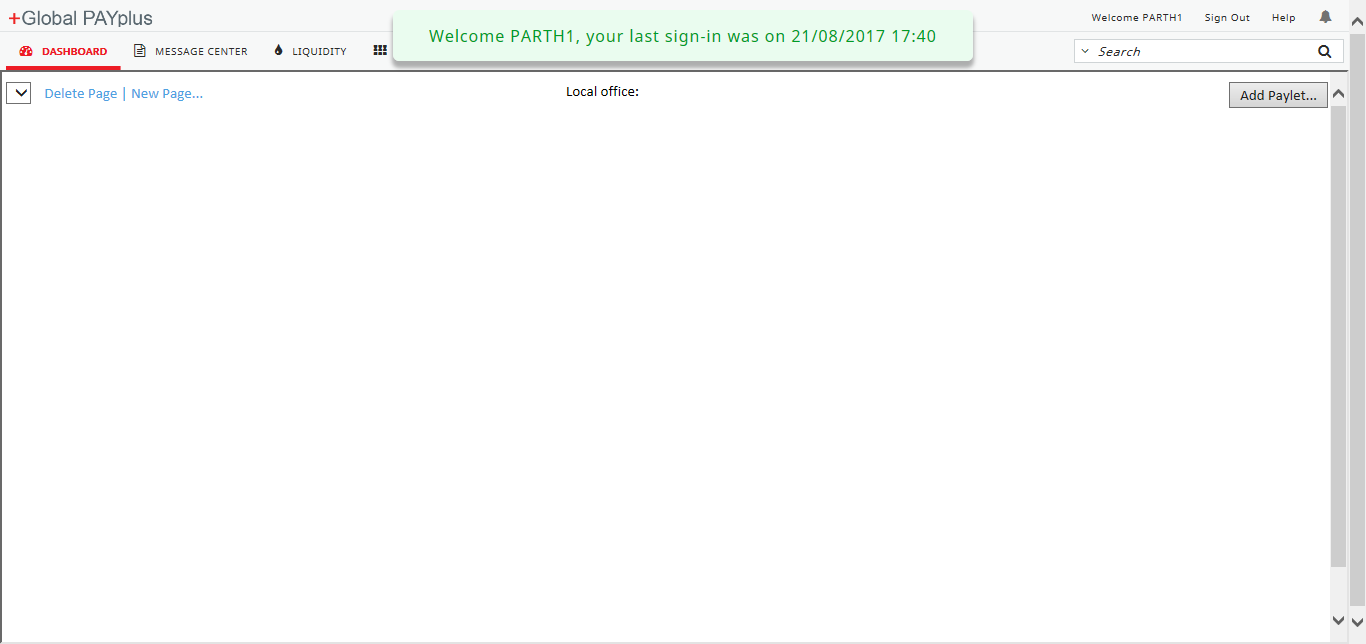 +Global PAYplus
Welcome PARTH1 Sign Out Help
DASHBOARD MESSAGE CENTER LIQUIDITY
Welcome PARTH1, your last sign-in was on 21/08/2017 17:40
Search
Delete Page | New Page...
Local office:
Add Paylet...